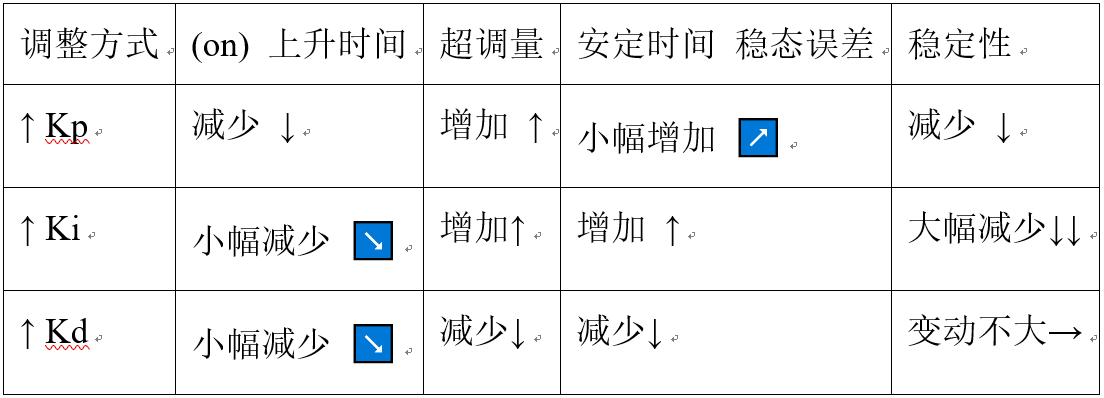 调整方式 (on) 上升时间 超调量 安定时间 稳态误差 稳定性
↑ Kp 减少 ↓ 增加 ↑ 小幅增加 ↗ 减少 ↓
↑ Ki 小幅减少 ↘ 增加↑ 增加 ↑ 大幅减少↓↓
↑ Kd 小幅减少 ↘ 减少↓ 减少↓ 变动不大→